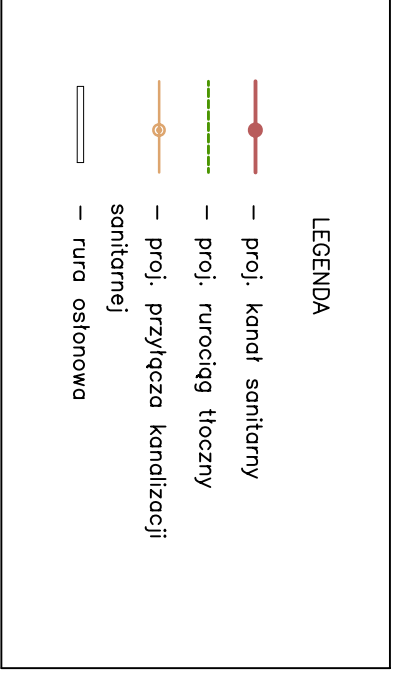 LEGENDA
– proj. kanał sanitarny
– proj. rurociąg tłoczny
– proj. przyłącza kanalizacji
sanitarnej
– rura osłonowa